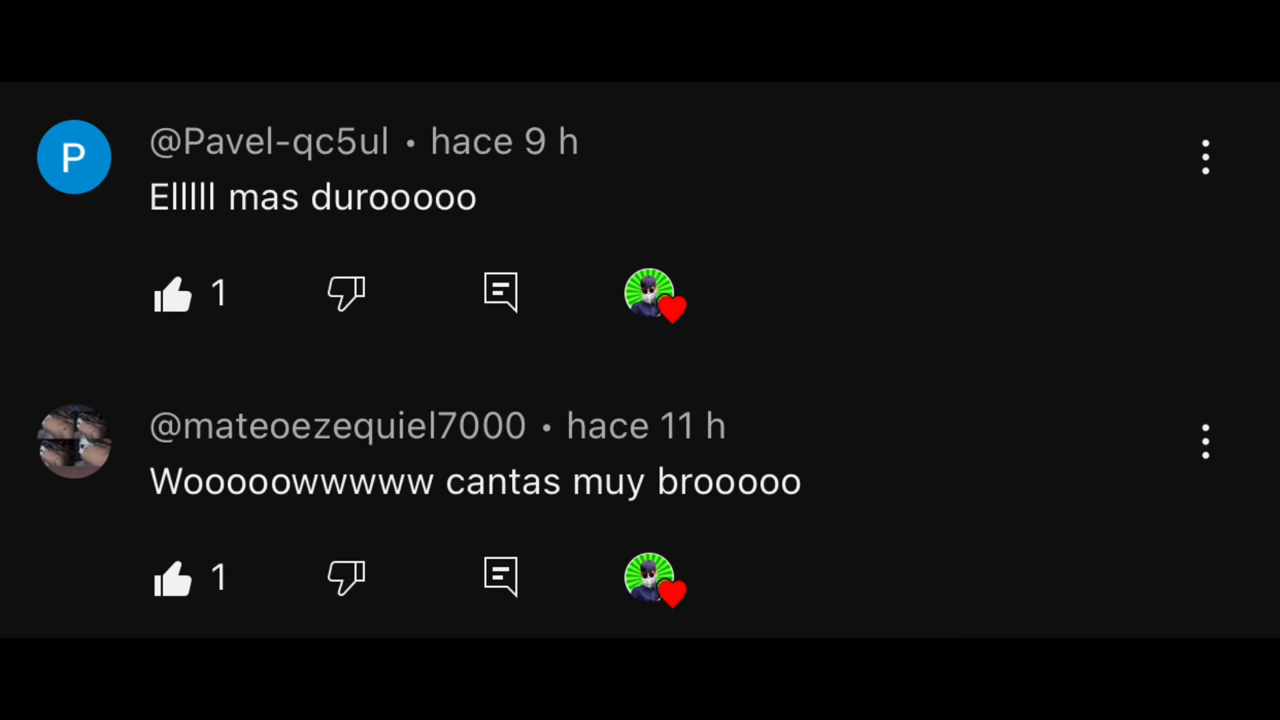 P
@Pavel-qc5ul • hace 9 h
Elllll mas durooooo
1
@mateoezequiel7000 • hace 11 h
Wooooowwwww cantas muy brooooo
1